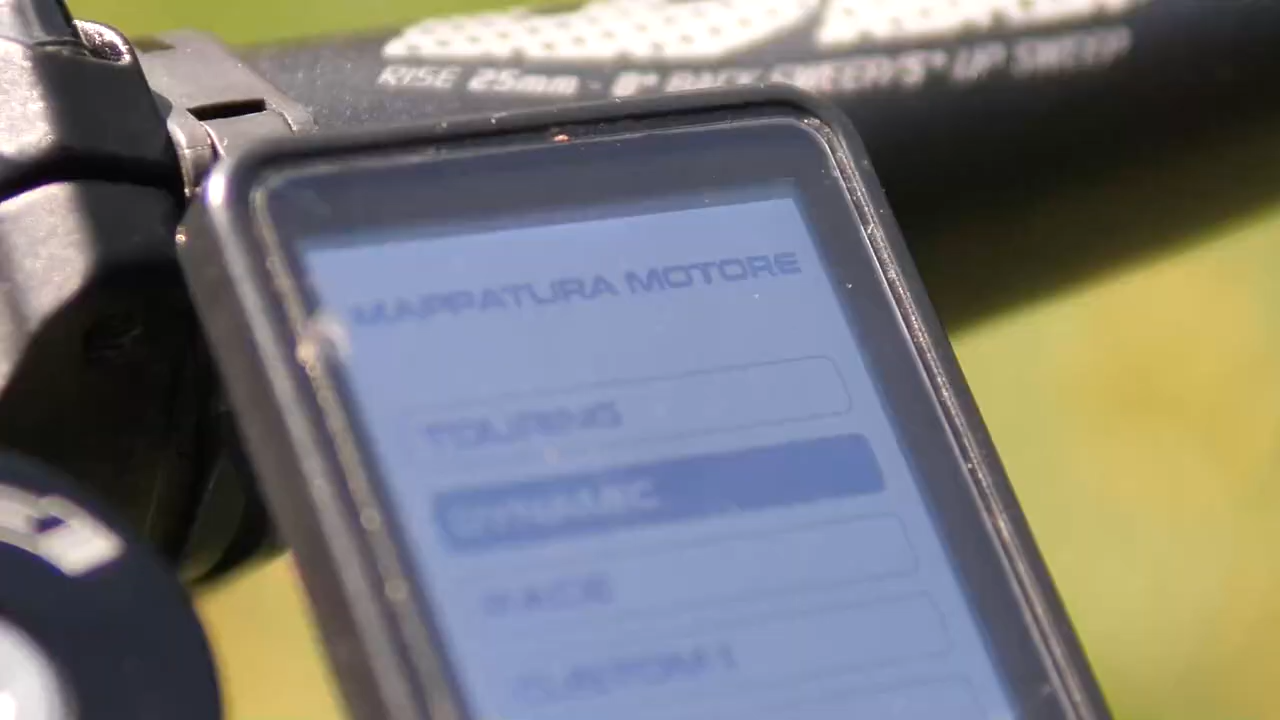 RISE 25mm - 8° BACK SWEEP/5° UP SWEEP
MAPPATURA MOTORE
TOURING
DYNAMIC
RACE
CUSTOM 1